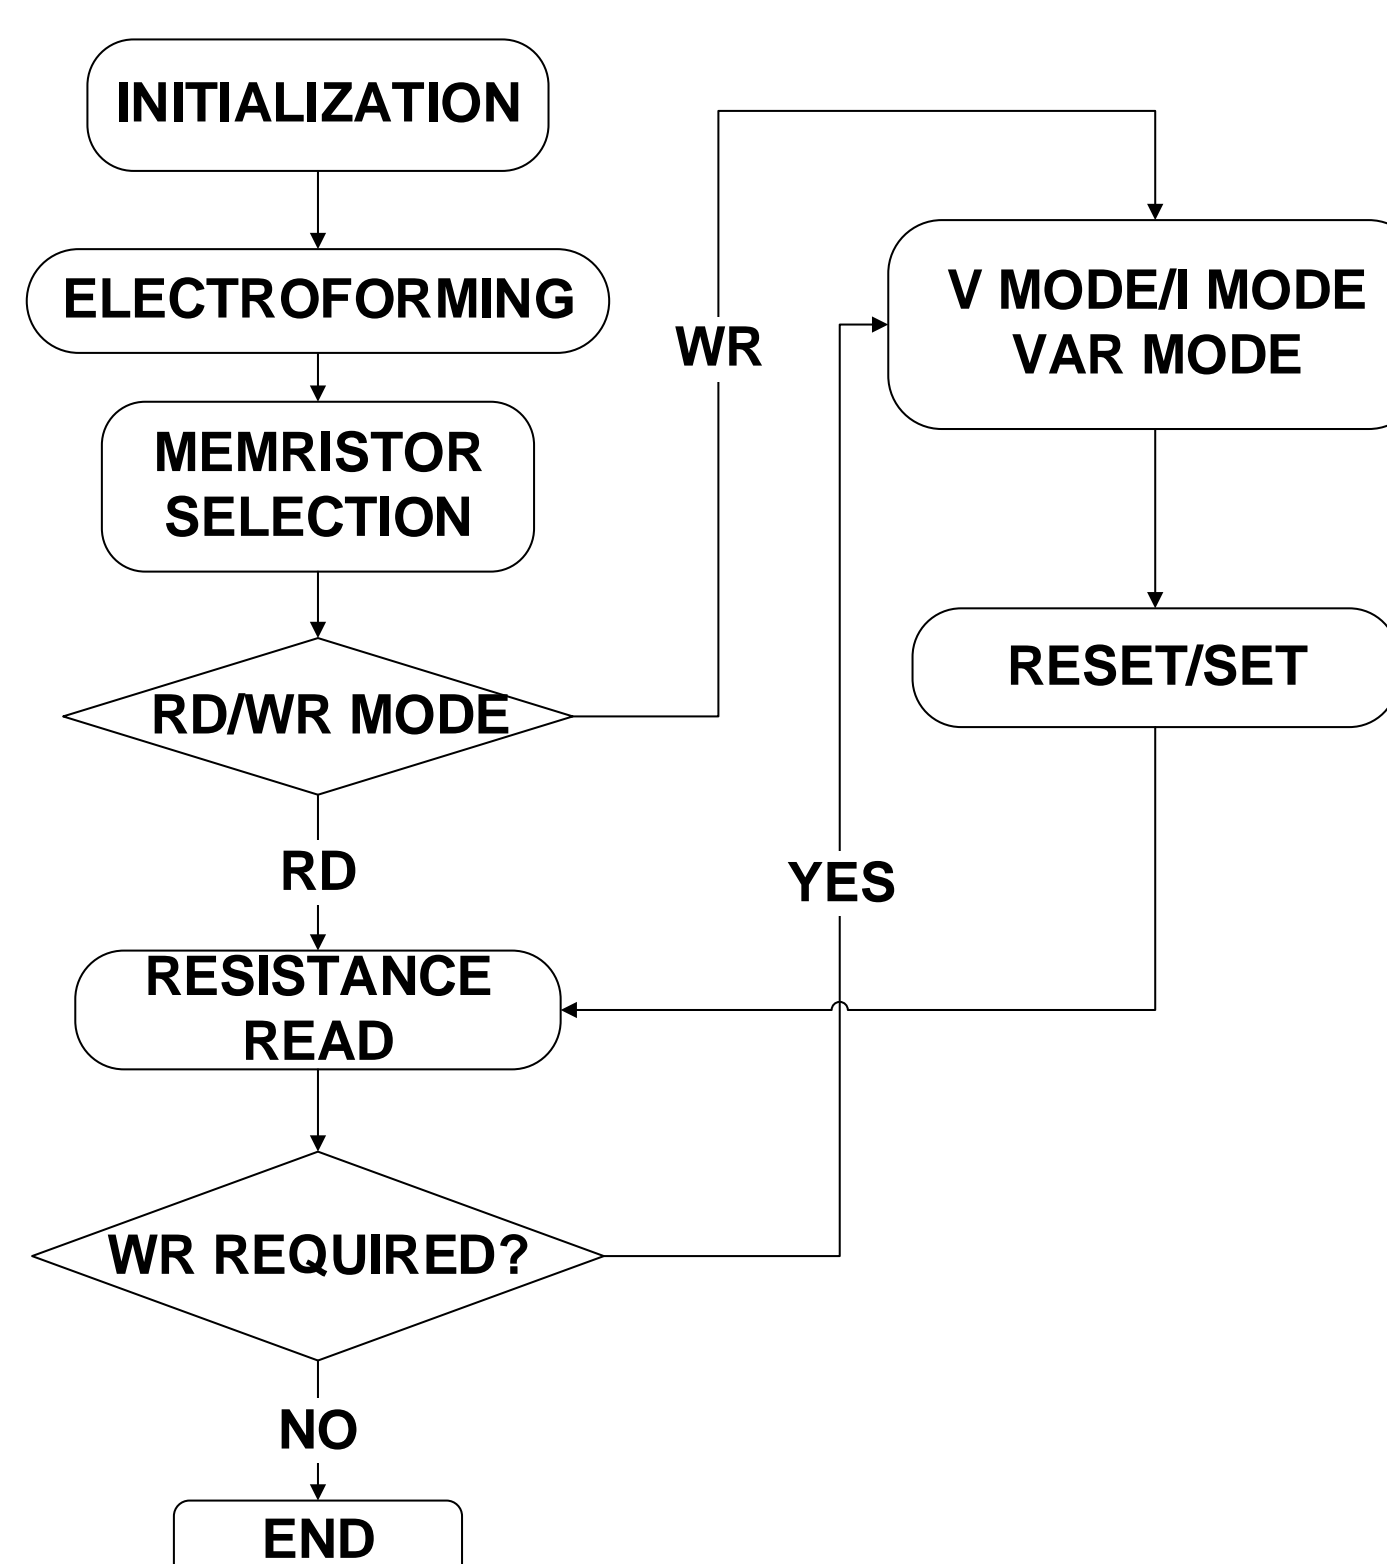 INITIALIZATION
ELECTROFORMING
MEMRISTOR
SELECTION
RD/WR MODE
WR
V MODE/I MODE
VAR MODE
RESET/SET
RD
YES
RESISTANCE
READ
WR REQUIRED?
NO
END